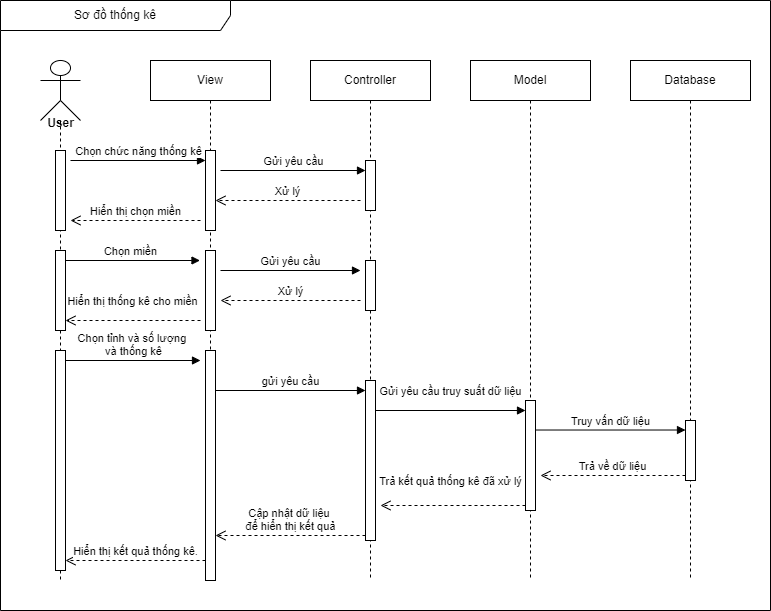 Sơ đồ thống kê
View
Controller
Model
Database
User
Chọn chức năng thống kê
Gửi yêu cầu
Xử lý
Hiển thị chọn miền
Chọn miền
Gửi yêu cầu
Xử lý
Hiển thị thống kê cho miền
Chọn tỉnh và số lượng
và thống kê
gửi yêu cầu
Gửi yêu cầu truy suất dữ liệu
Truy vấn dữ liệu
Trả về dữ liệu
Trả kết quả thống kê đã xử lý
Cập nhật dữ liệu
để hiển thị kết quả
Hiển thị kết quả thống kê.